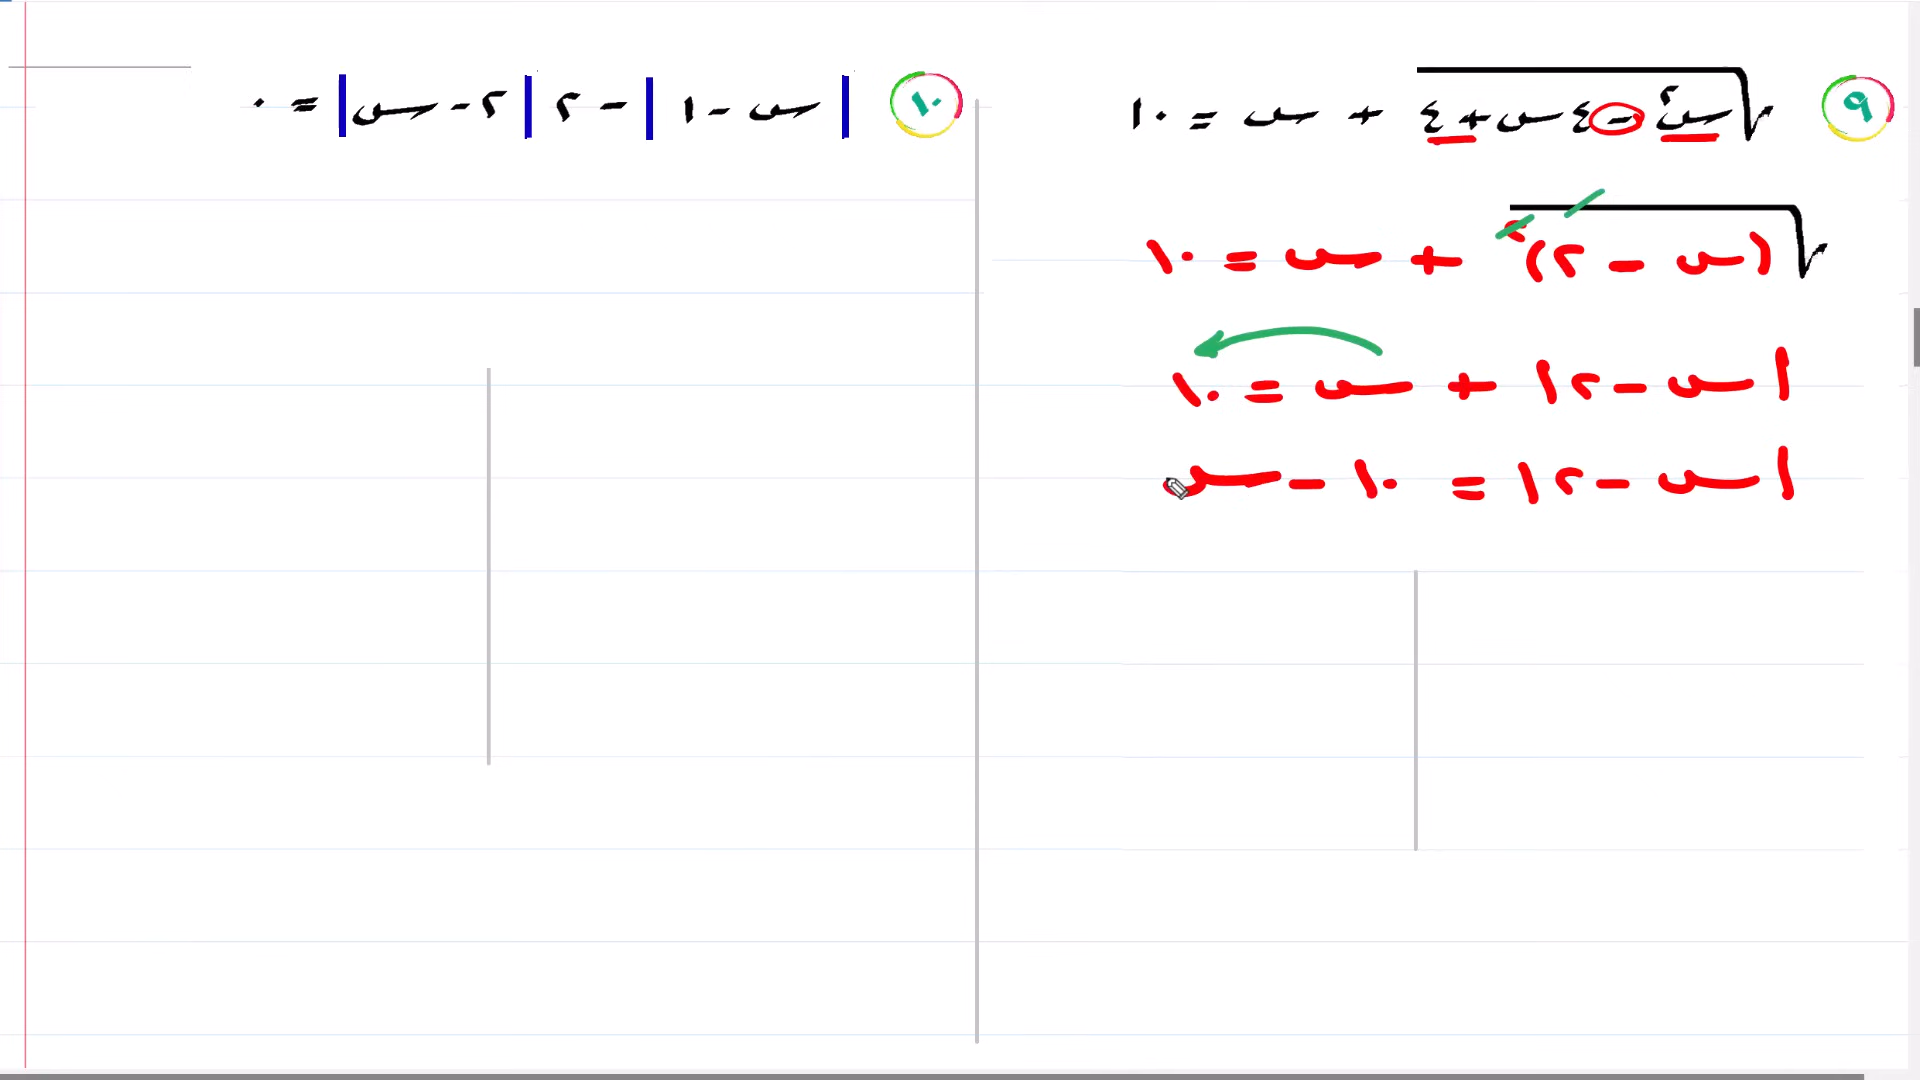 ٩ √(س² - ٤س + ٤) + س = ١٠
√(س - ٢)² + س = ١٠
|س - ٢| + س = ١٠
|س - ٢| = ١٠ - س
١٠ |س - ١| - ٢|٢ - س| = ٠